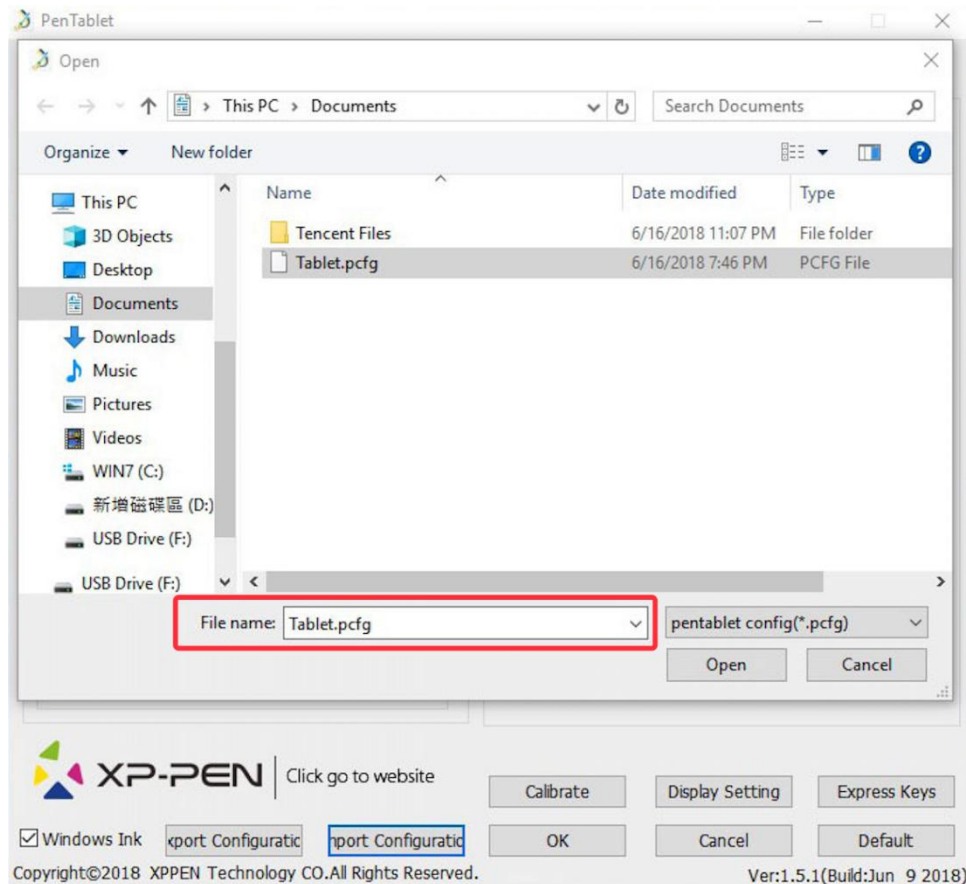 PenTablet
Open
This PC > Documents
Search Documents
Organize
New folder
This PC
3D Objects
Desktop
Documents
Downloads
Music
Pictures
Videos
WIN7 (C:)
新增磁碟區 (D:)
USB Drive (F:)
USB Drive (F:)
Name Date modified Type
Tencent Files 6/16/2018 11:07 PM File folder
Tablet.pcfg 6/16/2018 7:46 PM PCFG File
File name: Tablet.pcfg pentablet config(*.pcfg)
Open Cancel
XP-PEN Click go to website
Calibrate Display Setting Express Keys
Windows Ink xport Configuratic nport Configuratic OK Cancel Default
Copyright©2018 XPPEN Technology CO.All Rights Reserved. Ver:1.5.1(Build:Jun 9 2018)